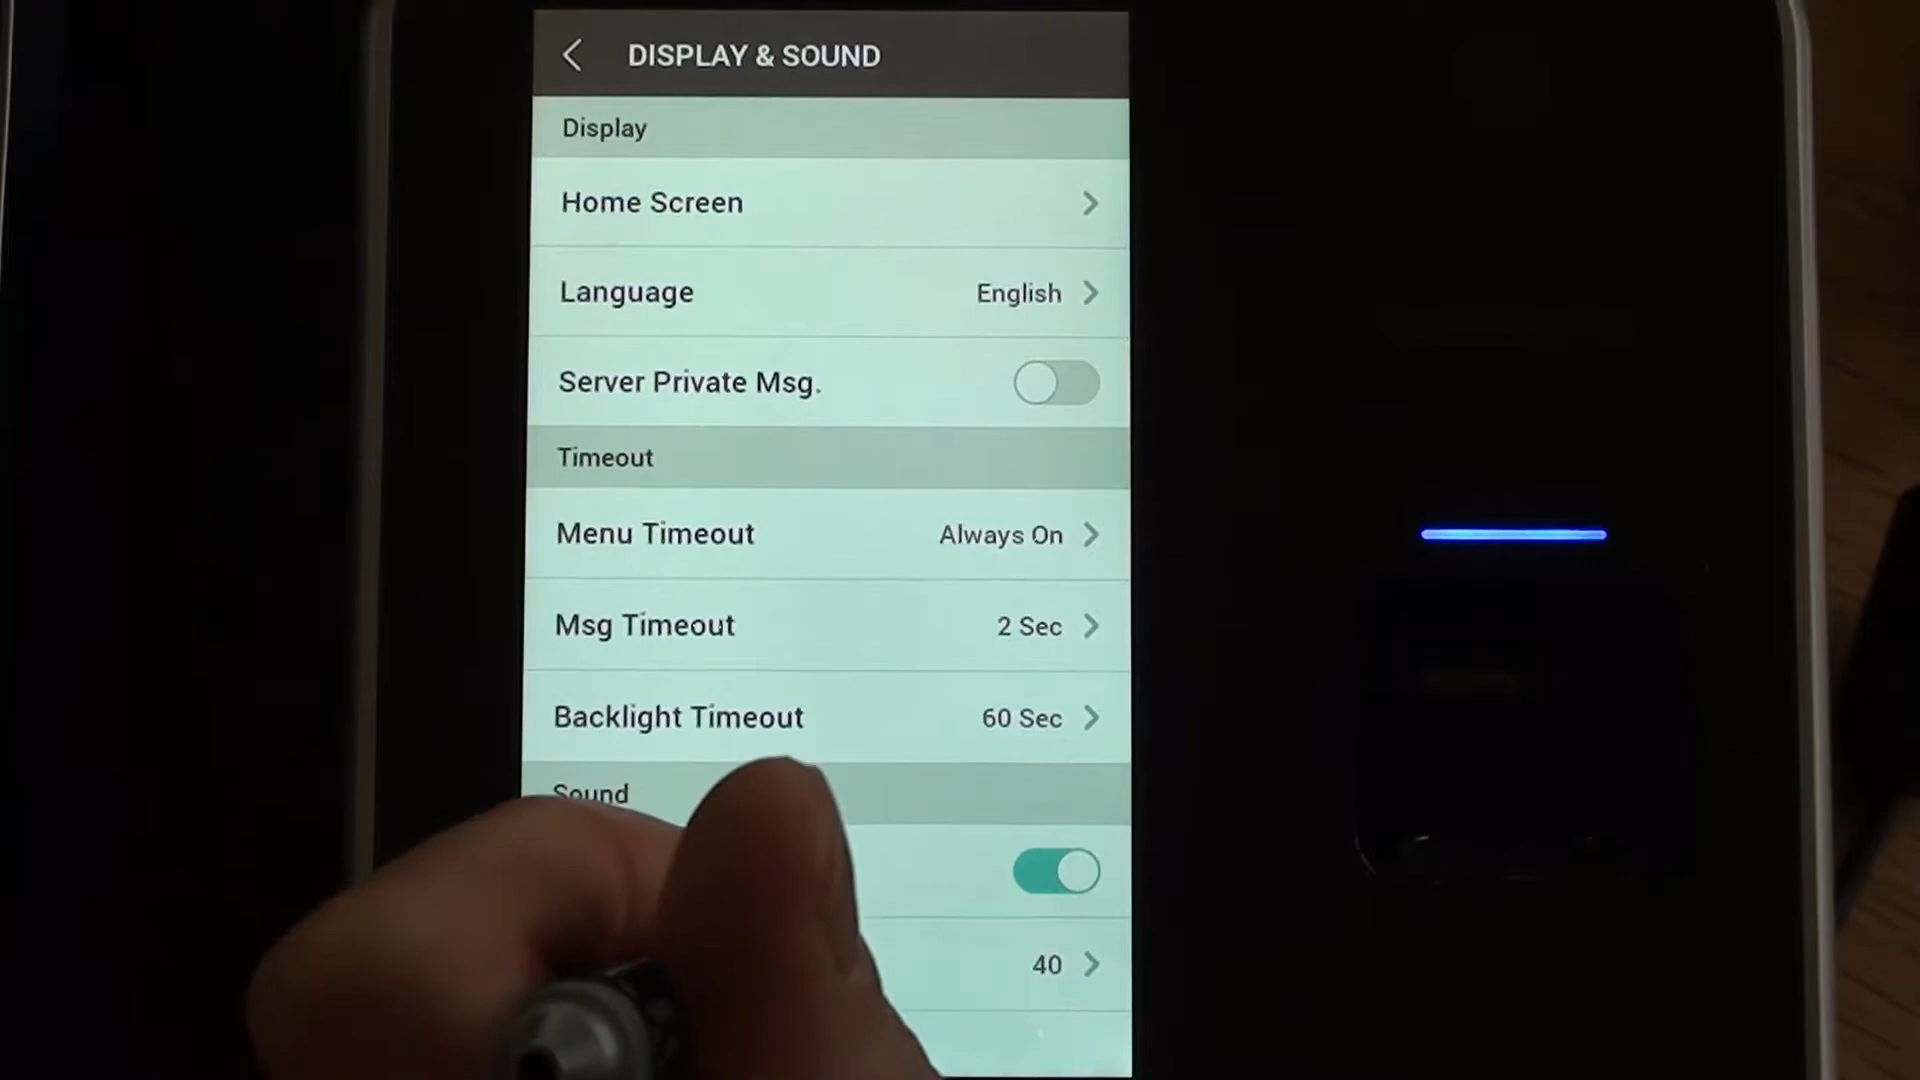 DISPLAY & SOUND
Display
Home Screen
Language English
Server Private Msg.
Timeout
Menu Timeout Always On
Msg Timeout 2 Sec
Backlight Timeout 60 Sec
Sound
40